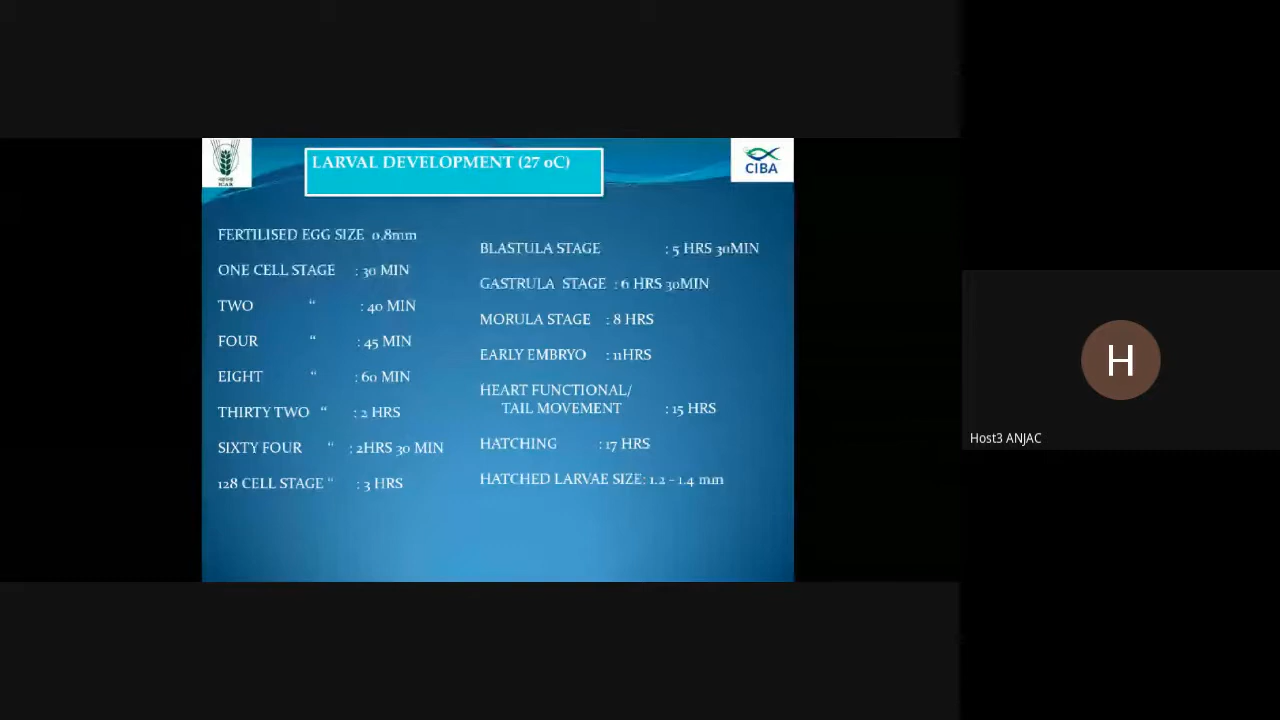 LARVAL DEVELOPMENT (27 oC)
CIBA
FERTILISED EGG SIZE 0.8mm
ONE CELL STAGE : 30 MIN
TWO “ : 40 MIN
FOUR “ : 45 MIN
EIGHT “ : 60 MIN
THIRTY TWO “ : 2 HRS
SIXTY FOUR “ : 2HRS 30 MIN
128 CELL STAGE “ : 3 HRS
BLASTULA STAGE : 5 HRS 30MIN
GASTRULA STAGE : 6 HRS 30MIN
MORULA STAGE : 8 HRS
EARLY EMBRYO : 11HRS
HEART FUNCTIONAL/
TAIL MOVEMENT : 15 HRS
HATCHING : 17 HRS
HATCHED LARVAE SIZE: 1.2 - 1.4 mm
H
Host3 ANJAC